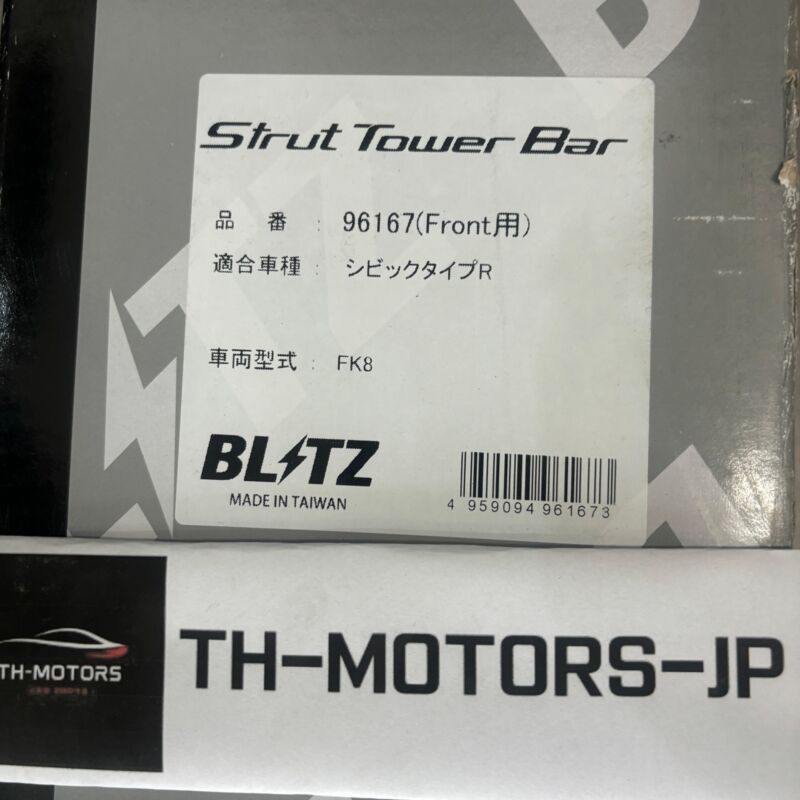 Strut Tower Bar
品 番 : 96167(Front用)
適合車種 : シビックタイプR
車両型式 : FK8
BLITZ
MADE IN TAIWAN
4 959094 961673
TH-MOTORS
TH-MOTORS-JP